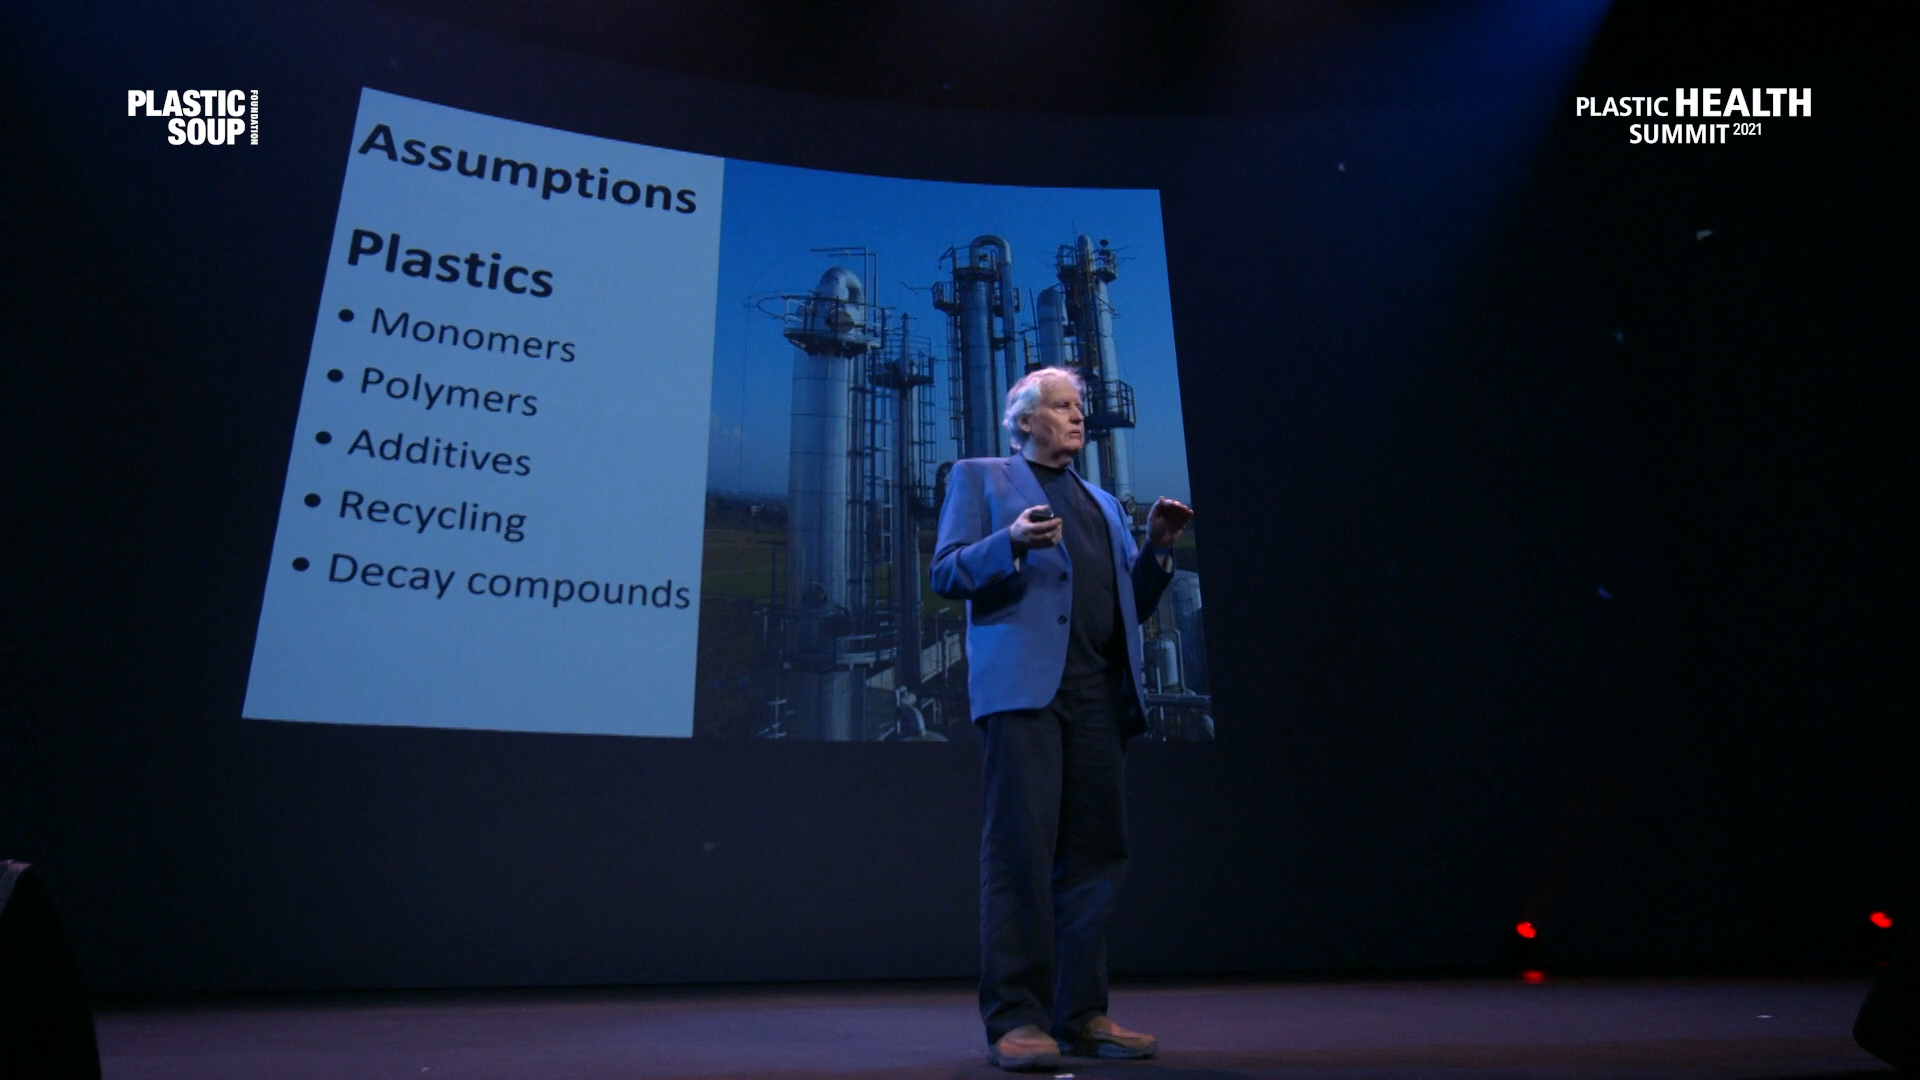 PLASTIC
SOUP
FOUNDATION
PLASTIC HEALTH
SUMMIT 2021
Assumptions
Plastics
• Monomers
• Polymers
• Additives
• Recycling
• Decay compounds